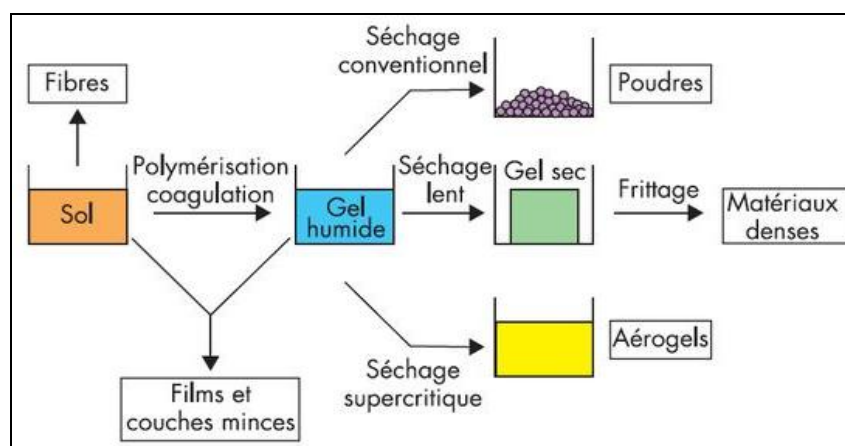 Fibres
Sol
Polymérisation
coagulation
Gel
humide
Films et
couches minces
Séchage
conventionnel
Poudres
Séchage
lent
Gel sec
Frittage
Matériaux
denses
Séchage
supercritique
Aérogels